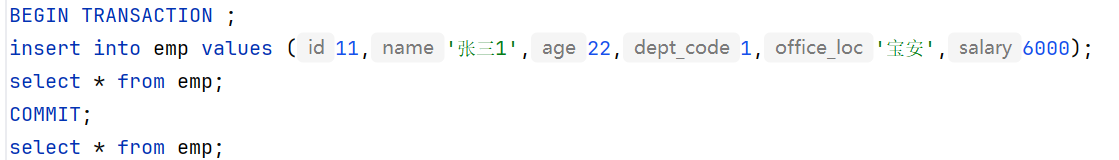 BEGIN TRANSACTION ;
insert into emp values ( id 11, name '张三1', age 22, dept_code 1, office_loc '宝安', salary 6000);
select * from emp;
COMMIT;
select * from emp;